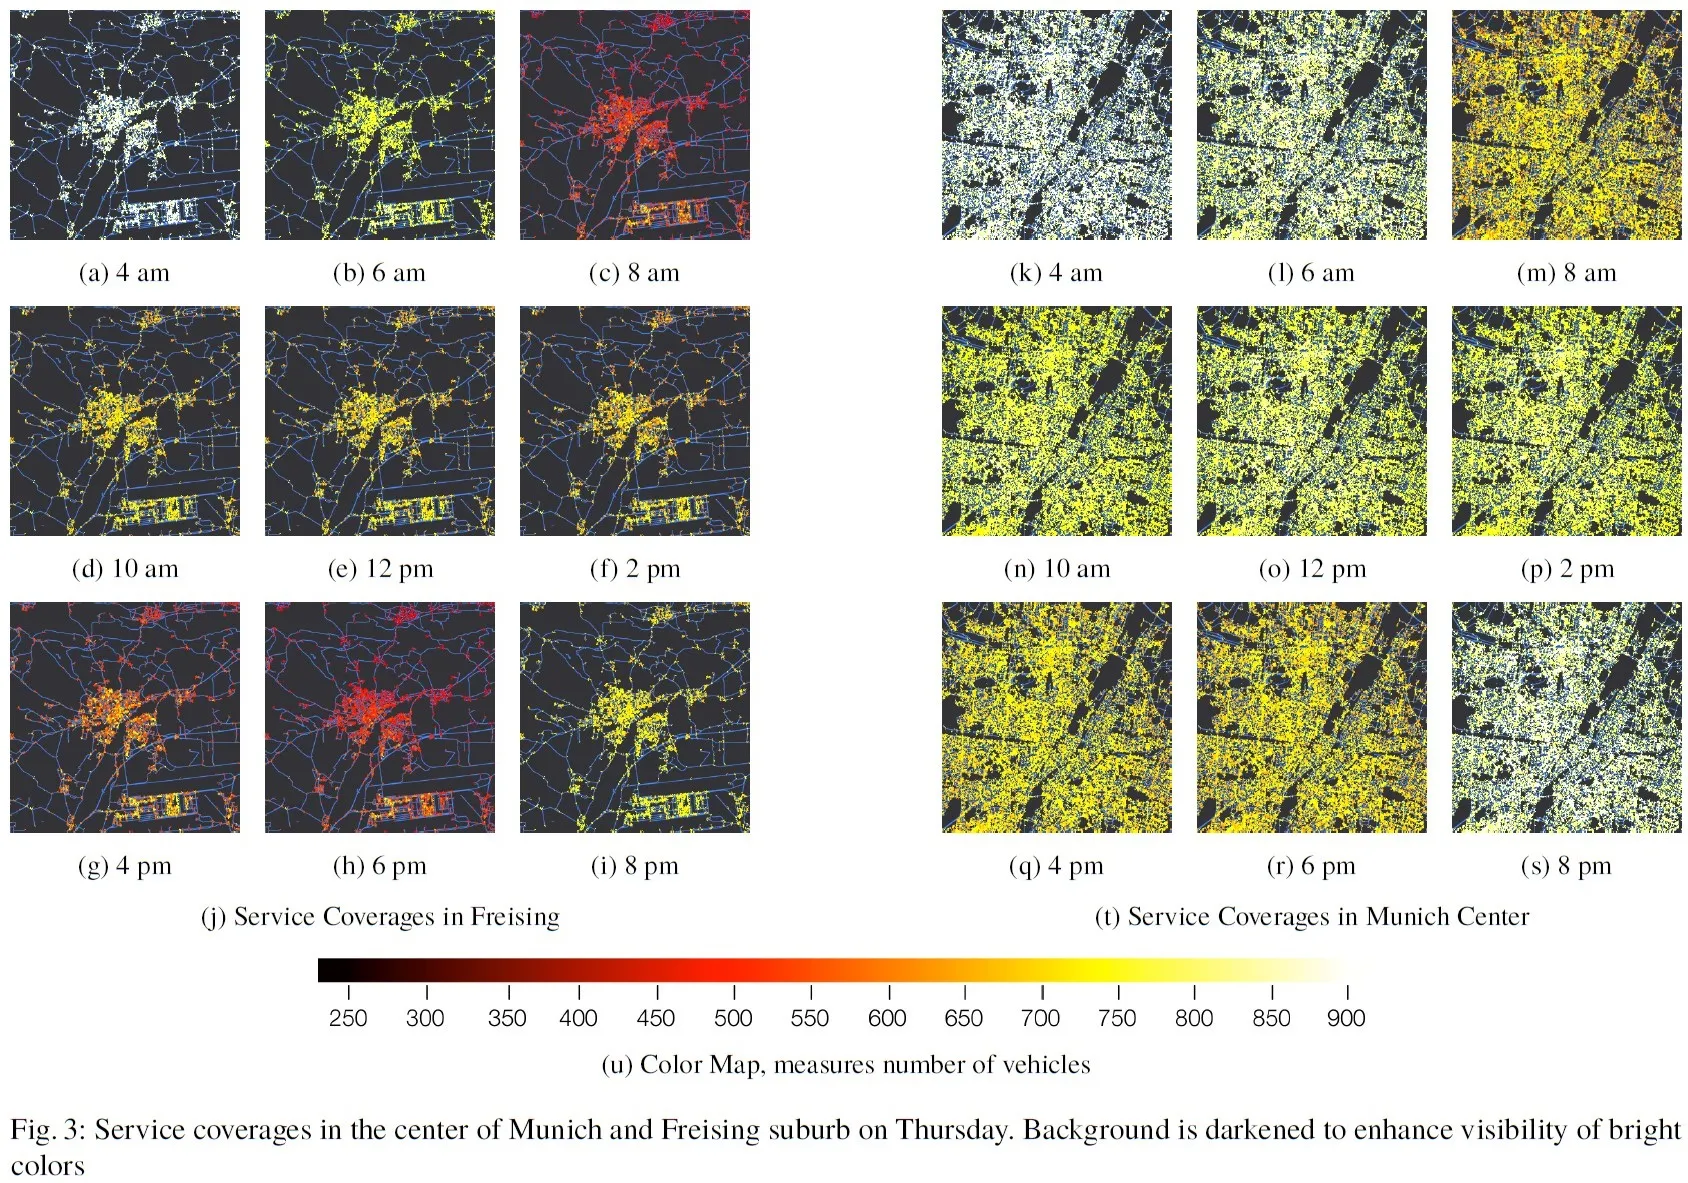 (a) 4 am
(b) 6 am
(c) 8 am
(k) 4 am
(l) 6 am
(m) 8 am
(d) 10 am
(e) 12 pm
(f) 2 pm
(n) 10 am
(o) 12 pm
(p) 2 pm
(g) 4 pm
(h) 6 pm
(i) 8 pm
(q) 4 pm
(r) 6 pm
(s) 8 pm
(j) Service Coverages in Freising
(t) Service Coverages in Munich Center
250 300 350 400 450 500 550 600 650 700 750 800 850 900
(u) Color Map, measures number of vehicles
Fig. 3: Service coverages in the center of Munich and Freising suburb on Thursday. Background is darkened to enhance visibility of bright
colors